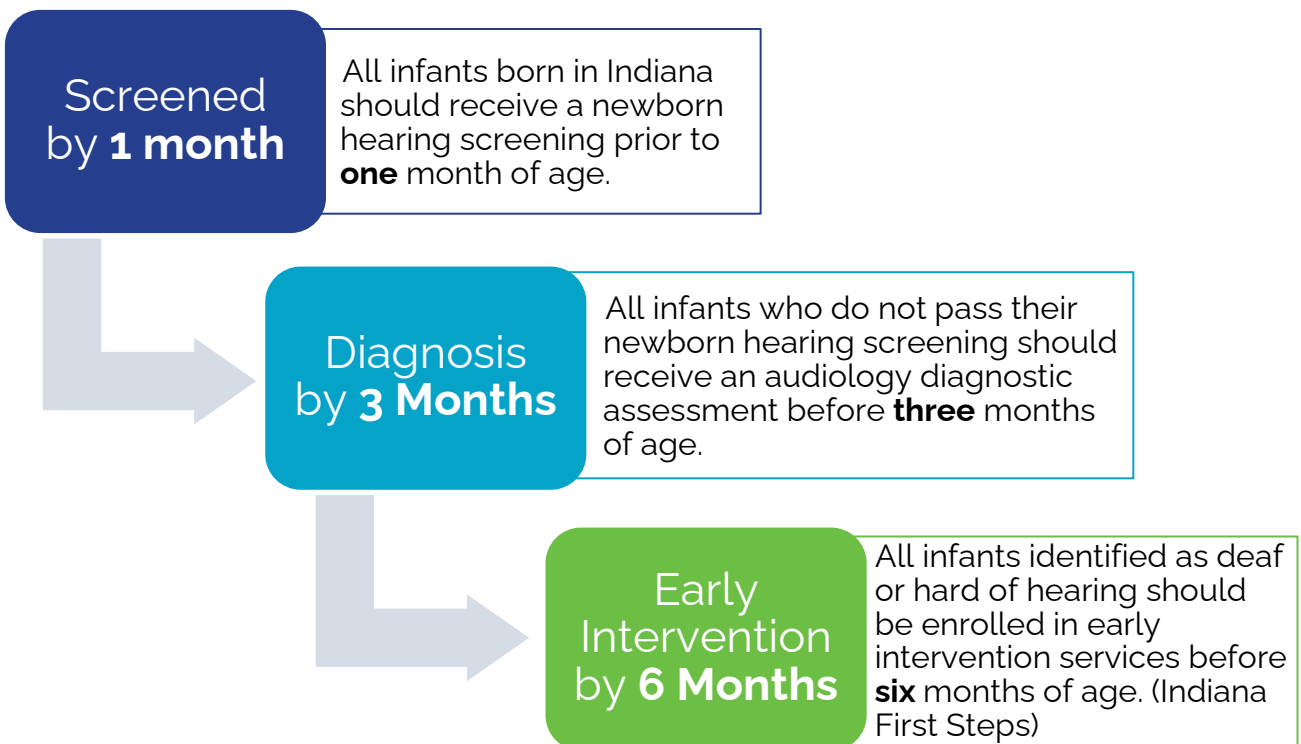 Screened
by 1 month
All infants born in Indiana
should receive a newborn
hearing screening prior to
one month of age.
Diagnosis
by 3 Months
All infants who do not pass their
newborn hearing screening should
receive an audiology diagnostic
assessment before three months
of age.
Early
Intervention
by 6 Months
All infants identified as deaf
or hard of hearing should
be enrolled in early
intervention services before
six months of age. (Indiana
First Steps)